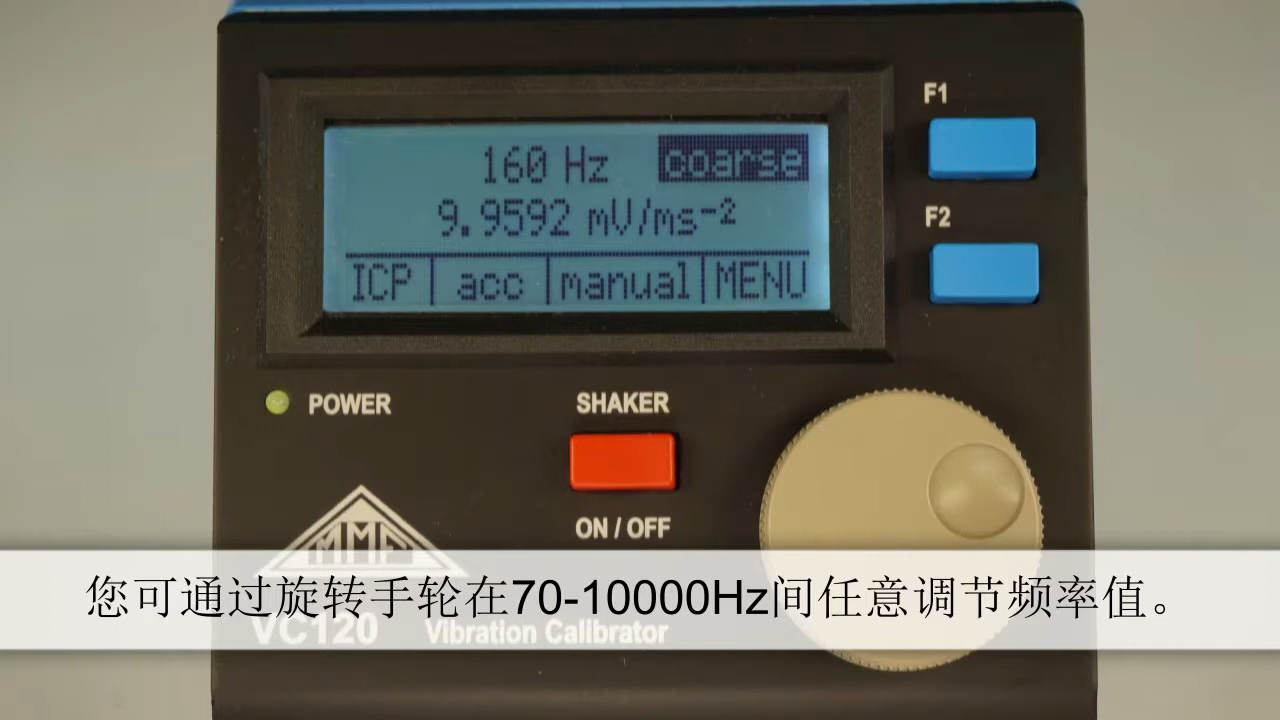 F1
160 Hz coarse
9.9592 mV/ms⁻²
F2
ICP acc manual MENU
POWER
SHAKER
ON / OFF
MMF
您可通过旋转手轮在70-10000Hz间任意调节频率值。
VC120 Vibration Calibrator